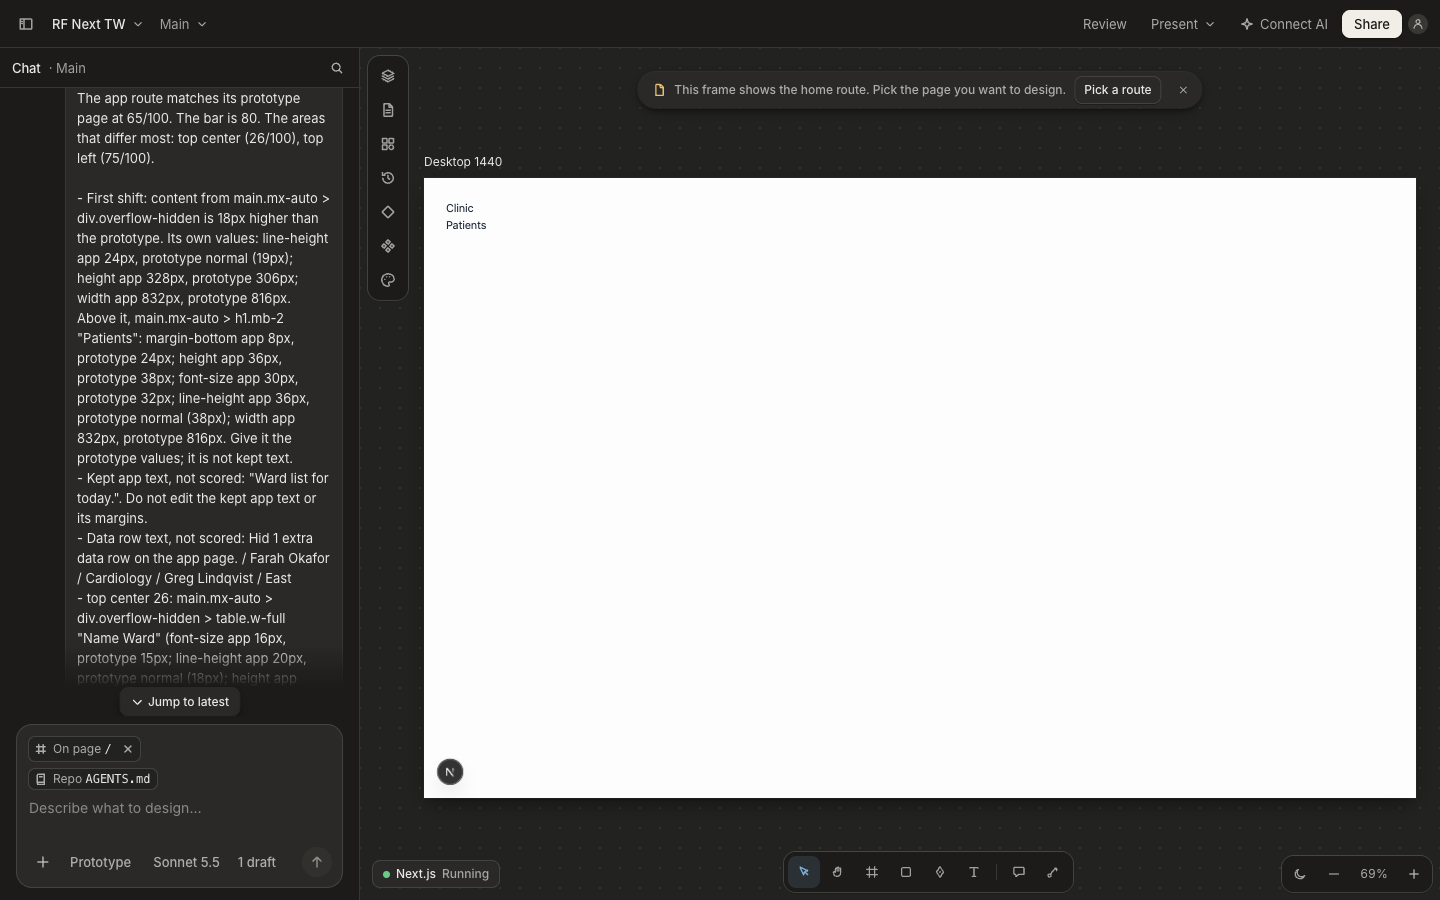 RF Next TW
Main
Review
Present
Connect AI
Share
Chat · Main
The app route matches its prototype
page at 65/100. The bar is 80. The areas
that differ most: top center (26/100), top
left (75/100).
- First shift: content from main.mx-auto >
div.overflow-hidden is 18px higher than
the prototype. Its own values: line-height
app 24px, prototype normal (19px);
height app 328px, prototype 306px;
width app 832px, prototype 816px.
Above it, main.mx-auto > h1.mb-2
"Patients": margin-bottom app 8px,
prototype 24px; height app 36px,
prototype 38px; font-size app 30px,
prototype 32px; line-height app 36px,
prototype normal (38px); width app
832px, prototype 816px. Give it the
prototype values; it is not kept text.
- Kept app text, not scored: "Ward list for
today.". Do not edit the kept app text or
its margins.
- Data row text, not scored: Hid 1 extra
data row on the app page. / Farah Okafor
/ Cardiology / Greg Lindqvist / East
- top center 26: main.mx-auto >
div.overflow-hidden > table.w-full
"Name Ward" (font-size app 16px,
prototype 15px; line-height app 20px,
prototype normal (18px); height app
Jump to latest
On page /
Repo AGENTS.md
Describe what to design...
Prototype
Sonnet 5.5
1 draft
This frame shows the home route. Pick the page you want to design.
Pick a route
Desktop 1440
Clinic
Patients
N
Next.js Running
69%